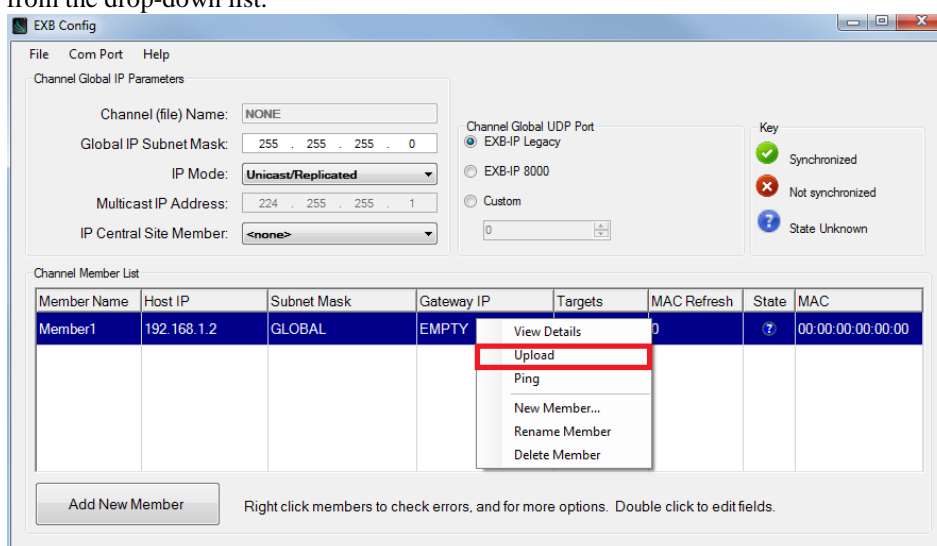 from the drop-down list.
EXB Config
File Com Port Help
Channel Global IP Parameters
Channel (file) Name: NONE
Global IP Subnet Mask: 255 . 255 . 255 . 0
IP Mode: Unicast/Replicated
Multicast IP Address: 224 . 255 . 255 . 1
IP Central Site Member: <none>
Channel Global UDP Port
EXB-IP Legacy
EXB-IP 8000
Custom
0
Key
Synchronized
Not synchronized
State Unknown
Channel Member List
Member Name Host IP Subnet Mask Gateway IP Targets MAC Refresh State MAC
Member1 192.168.1.2 GLOBAL EMPTY 0 ? 00:00:00:00:00:00
View Details
Upload
Ping
New Member...
Rename Member
Delete Member
Add New Member Right click members to check errors, and for more options. Double click to edit fields.